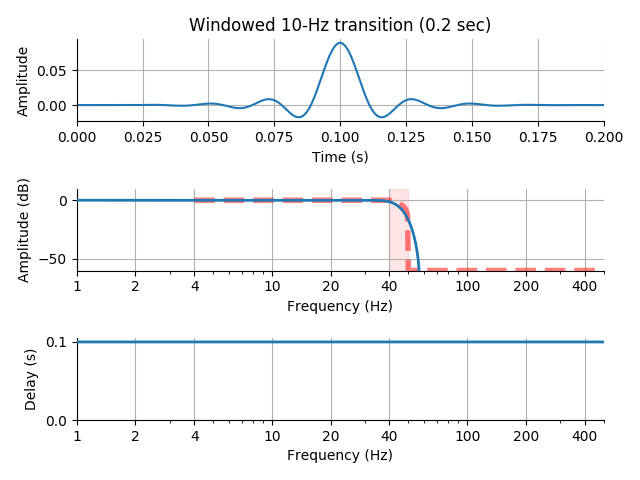 Windowed 10-Hz transition (0.2 sec)
Amplitude
0.05
0.00
0.000 0.025 0.050 0.075 0.100 0.125 0.150 0.175 0.200
Time (s)
Amplitude (dB)
0
−50
1 2 4 10 20 40 100 200 400
Frequency (Hz)
Delay (s)
0.1
0.0
1 2 4 10 20 40 100 200 400
Frequency (Hz)